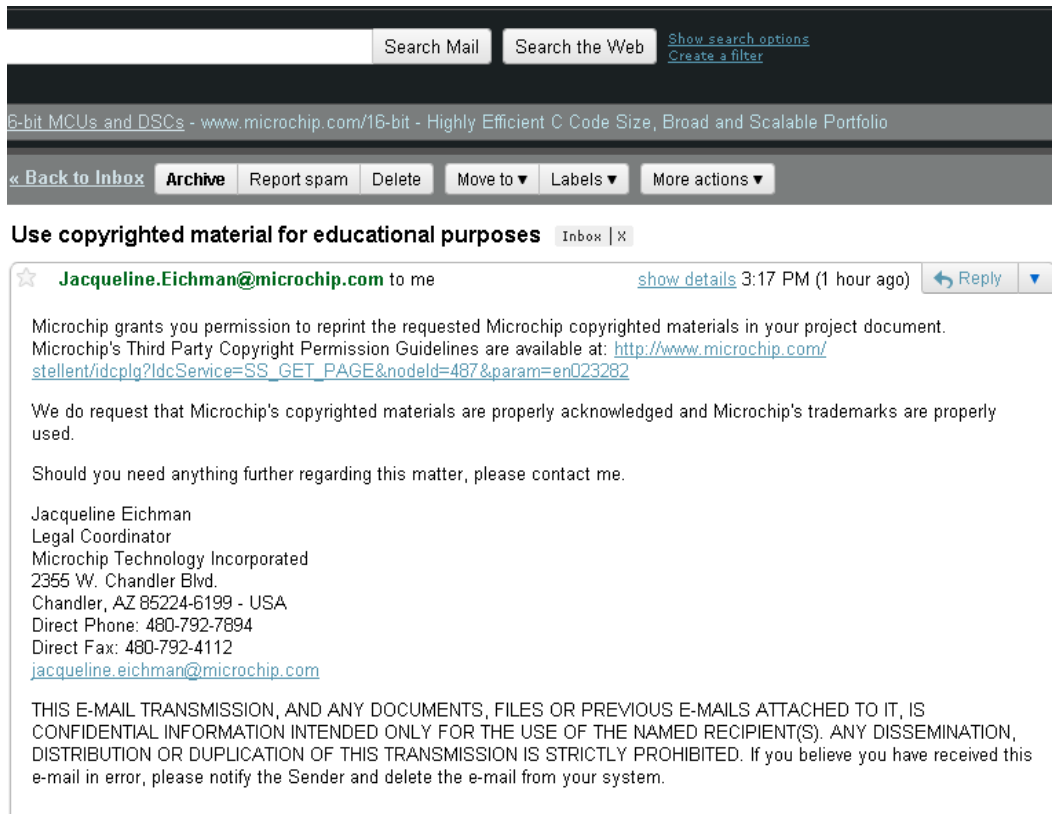 Search Mail Search the Web Show search options
Create a filter
6-bit MCUs and DSCs - www.microchip.com/16-bit - Highly Efficient C Code Size, Broad and Scalable Portfolio
« Back to Inbox Archive Report spam Delete Move to ▼ Labels ▼ More actions ▼
Use copyrighted material for educational purposes Inbox | X
Jacqueline.Eichman@microchip.com to me show details 3:17 PM (1 hour ago) Reply ▼
Microchip grants you permission to reprint the requested Microchip copyrighted materials in your project document.
Microchip's Third Party Copyright Permission Guidelines are available at: http://www.microchip.com/
stellent/idcplg?IdcService=SS_GET_PAGE&nodeId=487&param=en023282
We do request that Microchip's copyrighted materials are properly acknowledged and Microchip's trademarks are properly
used.
Should you need anything further regarding this matter, please contact me.
Jacqueline Eichman
Legal Coordinator
Microchip Technology Incorporated
2355 W. Chandler Blvd.
Chandler, AZ 85224-6199 - USA
Direct Phone: 480-792-7894
Direct Fax: 480-792-4112
jacqueline.eichman@microchip.com
THIS E-MAIL TRANSMISSION, AND ANY DOCUMENTS, FILES OR PREVIOUS E-MAILS ATTACHED TO IT, IS
CONFIDENTIAL INFORMATION INTENDED ONLY FOR THE USE OF THE NAMED RECIPIENT(S). ANY DISSEMINATION,
DISTRIBUTION OR DUPLICATION OF THIS TRANSMISSION IS STRICTLY PROHIBITED. If you believe you have received this
e-mail in error, please notify the Sender and delete the e-mail from your system.